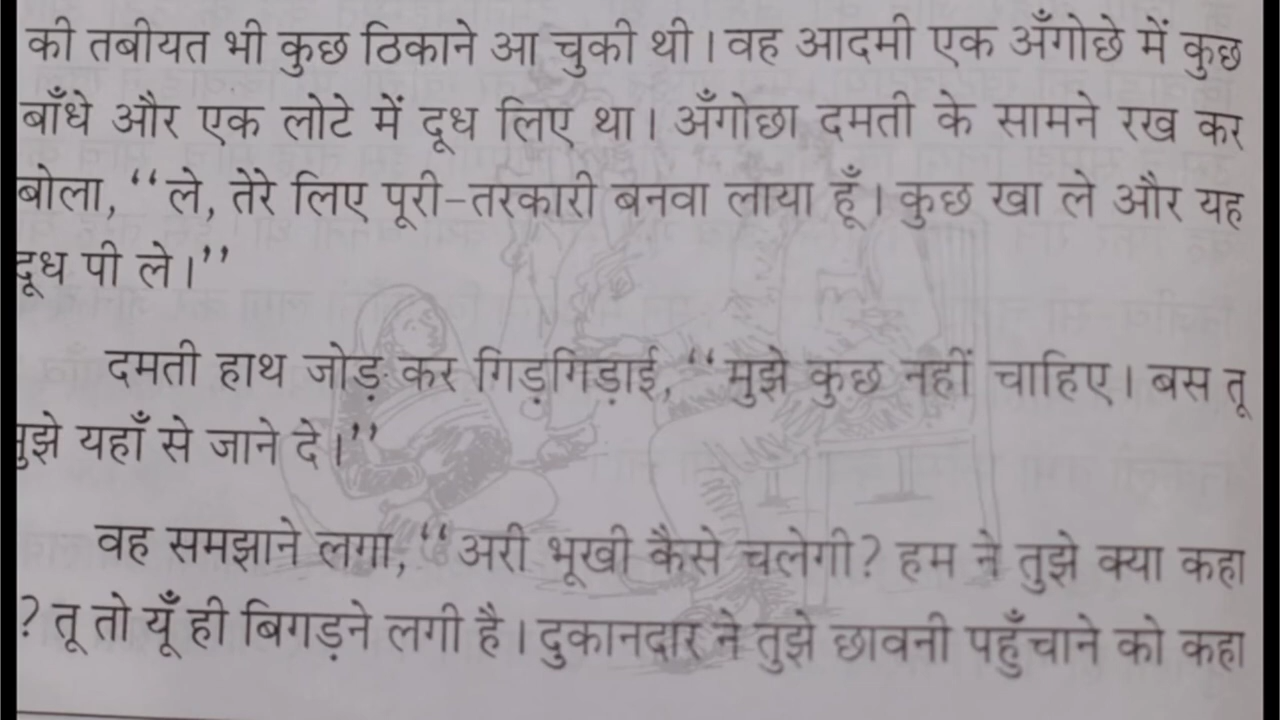 की तबीयत भी कुछ ठिकाने आ चुकी थी । वह आदमी एक अँगोछे में कुछ
बाँधे और एक लोटे में दूध लिए था । अँगोछा दमती के सामने रख कर
बोला, ‘‘ले, तेरे लिए पूरी-तरकारी बनवा लाया हूँ । कुछ खा ले और यह
दूध पी ले ।’’
दमती हाथ जोड़ कर गिड़गिड़ाई, ‘‘मुझे कुछ नहीं चाहिए । बस तू
मुझे यहाँ से जाने दे ।’’
वह समझाने लगा, ‘‘अरी भूखी कैसे चलेगी ? हम ने तुझे क्या कहा
? तू तो यूँ ही बिगड़ने लगी है । दुकानदार ने तुझे छावनी पहुँचाने को कहा